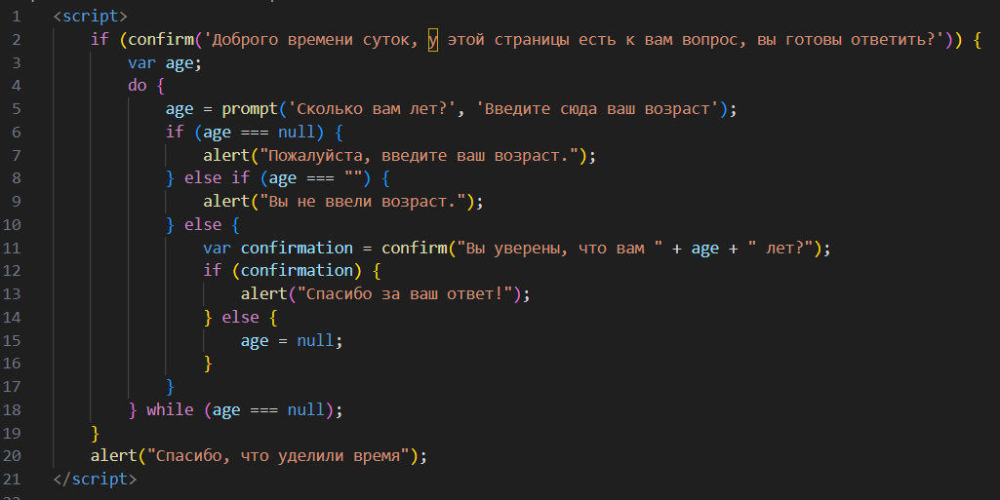 1 <script>
2 if (confirm('Доброго времени суток, у этой страницы есть к вам вопрос, вы готовы ответить?')) {
3 var age;
4 do {
5 age = prompt('Сколько вам лет?', 'Введите сюда ваш возраст');
6 if (age === null) {
7 alert("Пожалуйста, введите ваш возраст.");
8 } else if (age === "") {
9 alert("Вы не ввели возраст.");
10 } else {
11 var confirmation = confirm("Вы уверены, что вам " + age + " лет?");
12 if (confirmation) {
13 alert("Спасибо за ваш ответ!");
14 } else {
15 age = null;
16 }
17 }
18 } while (age === null);
19 }
20 alert("Спасибо, что уделили время");
21 </script>